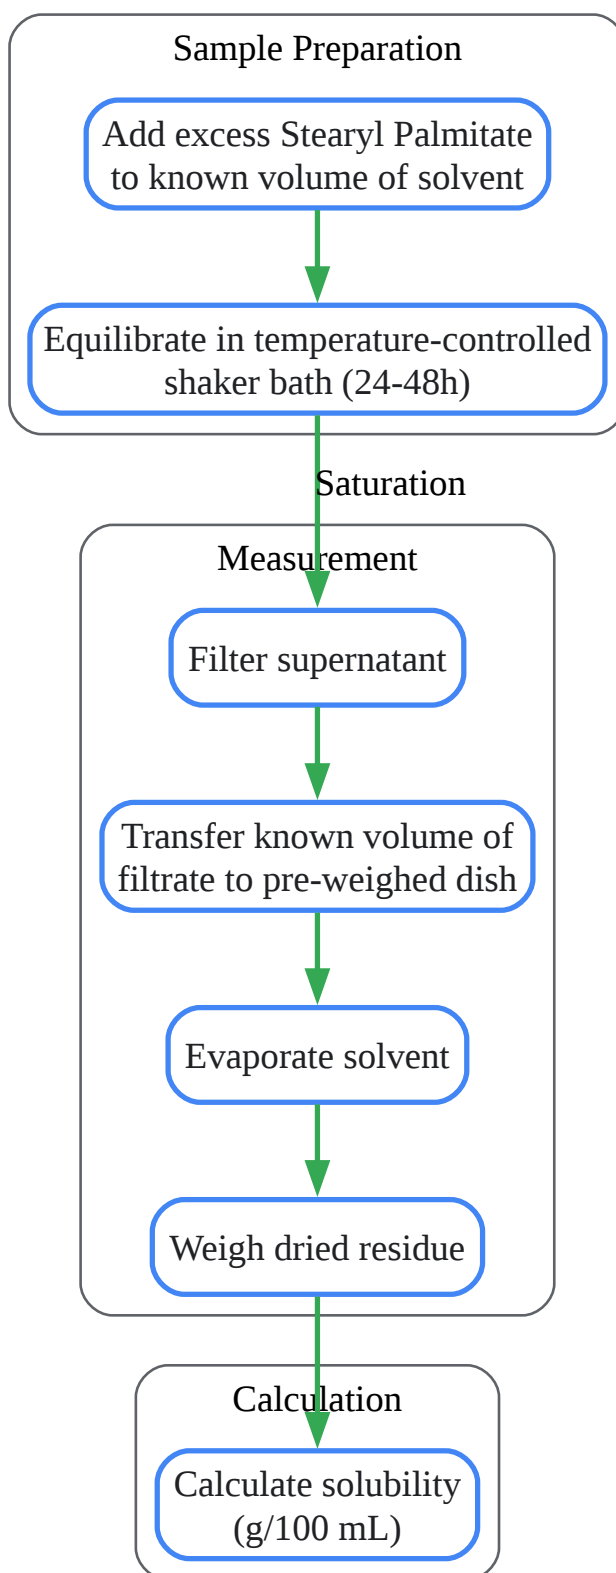 Sample Preparation
Add excess Stearyl Palmitate
to known volume of solvent
Equilibrate in temperature-controlled
shaker bath (24-48h)
Saturation
Measurement
Filter supernatant
Transfer known volume of
filtrate to pre-weighed dish
Evaporate solvent
Weigh dried residue
Calculation
Calculate solubility
(g/100 mL)